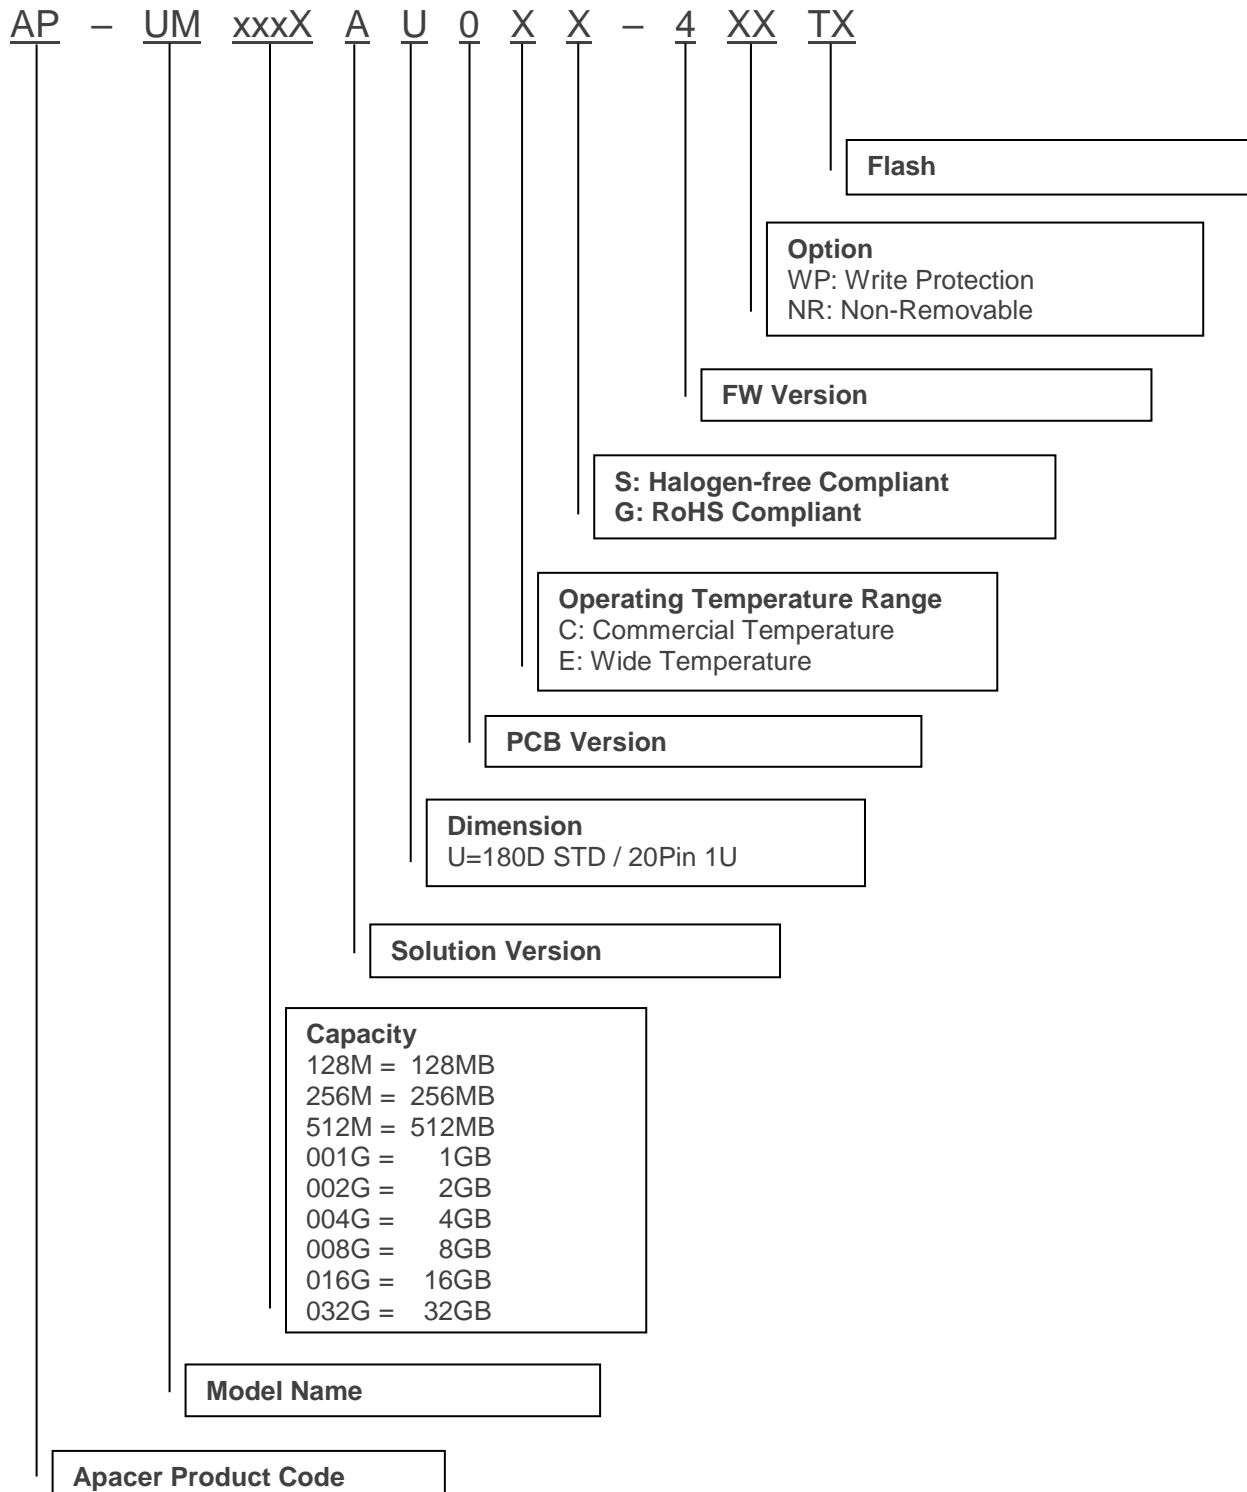 AP – UM xxxX A U 0 X X – 4 XX TX
Flash
Option
WP: Write Protection
NR: Non-Removable
FW Version
S: Halogen-free Compliant
G: RoHS Compliant
Operating Temperature Range
C: Commercial Temperature
E: Wide Temperature
PCB Version
Dimension
U=180D STD / 20Pin 1U
Solution Version
Capacity
128M = 128MB
256M = 256MB
512M = 512MB
001G = 1GB
002G = 2GB
004G = 4GB
008G = 8GB
016G = 16GB
032G = 32GB
Model Name
Apacer Product Code